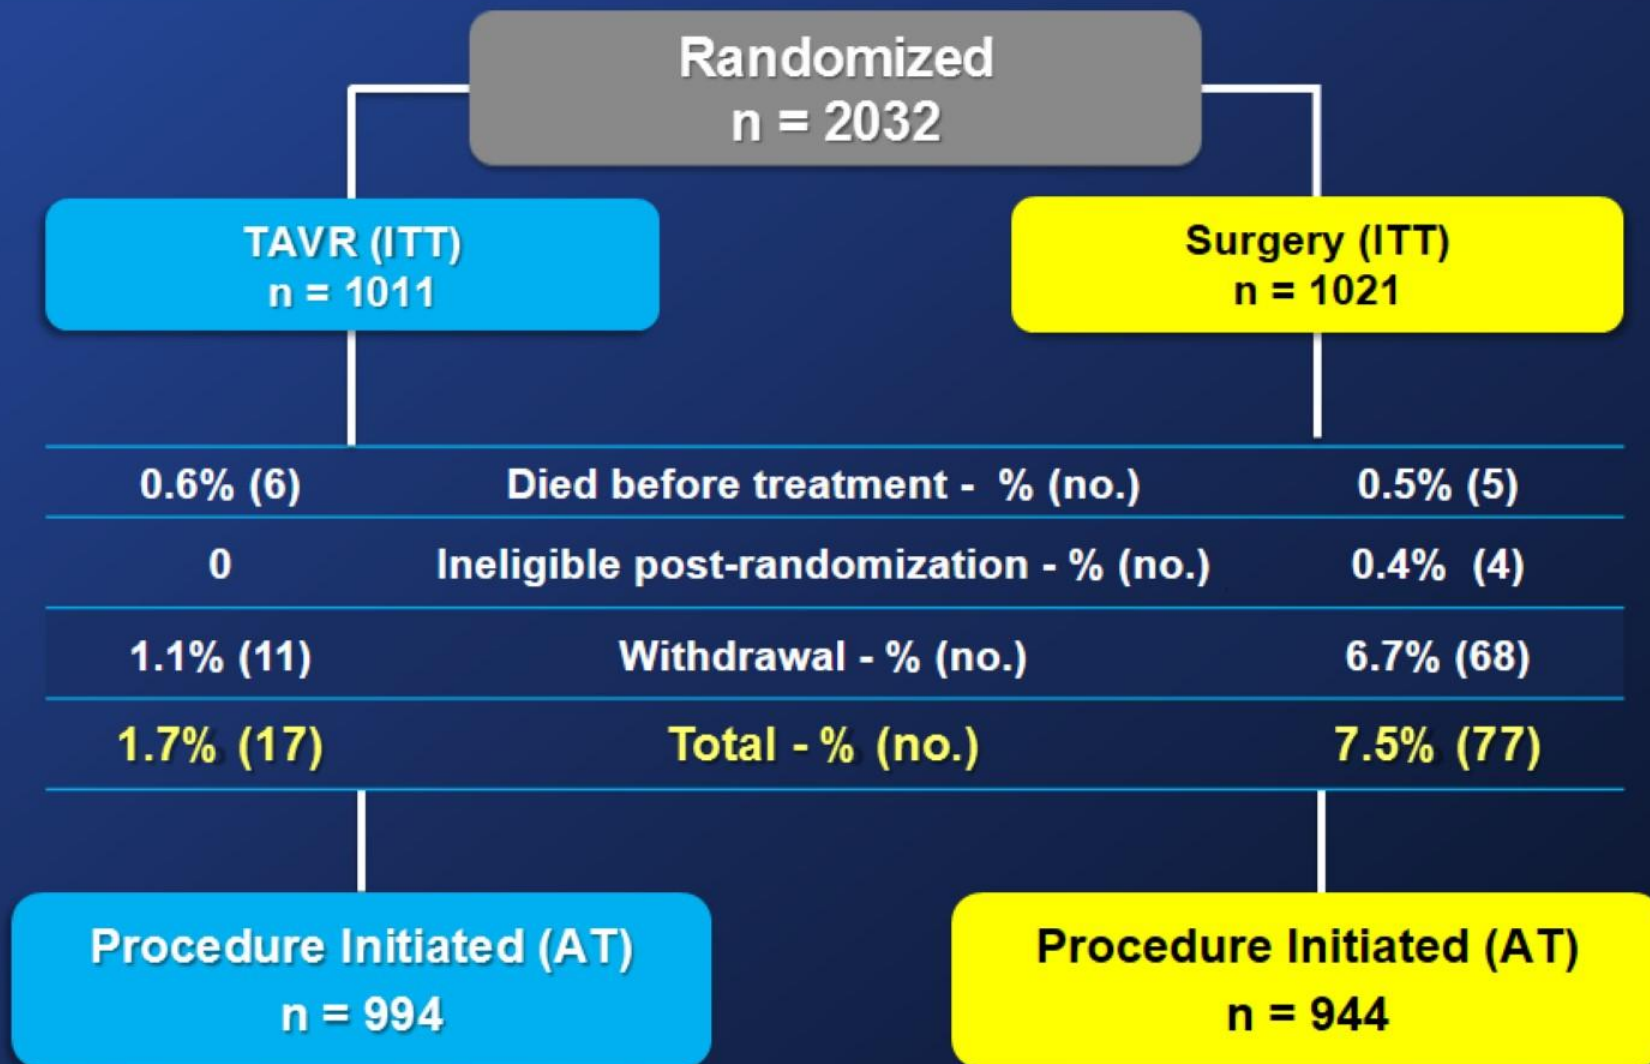 Randomized
n = 2032
TAVR (ITT)
n = 1011
Surgery (ITT)
n = 1021
0.6% (6) Died before treatment - % (no.) 0.5% (5)
0 Ineligible post-randomization - % (no.) 0.4% (4)
1.1% (11) Withdrawal - % (no.) 6.7% (68)
1.7% (17) Total - % (no.) 7.5% (77)
Procedure Initiated (AT)
n = 994
Procedure Initiated (AT)
n = 944